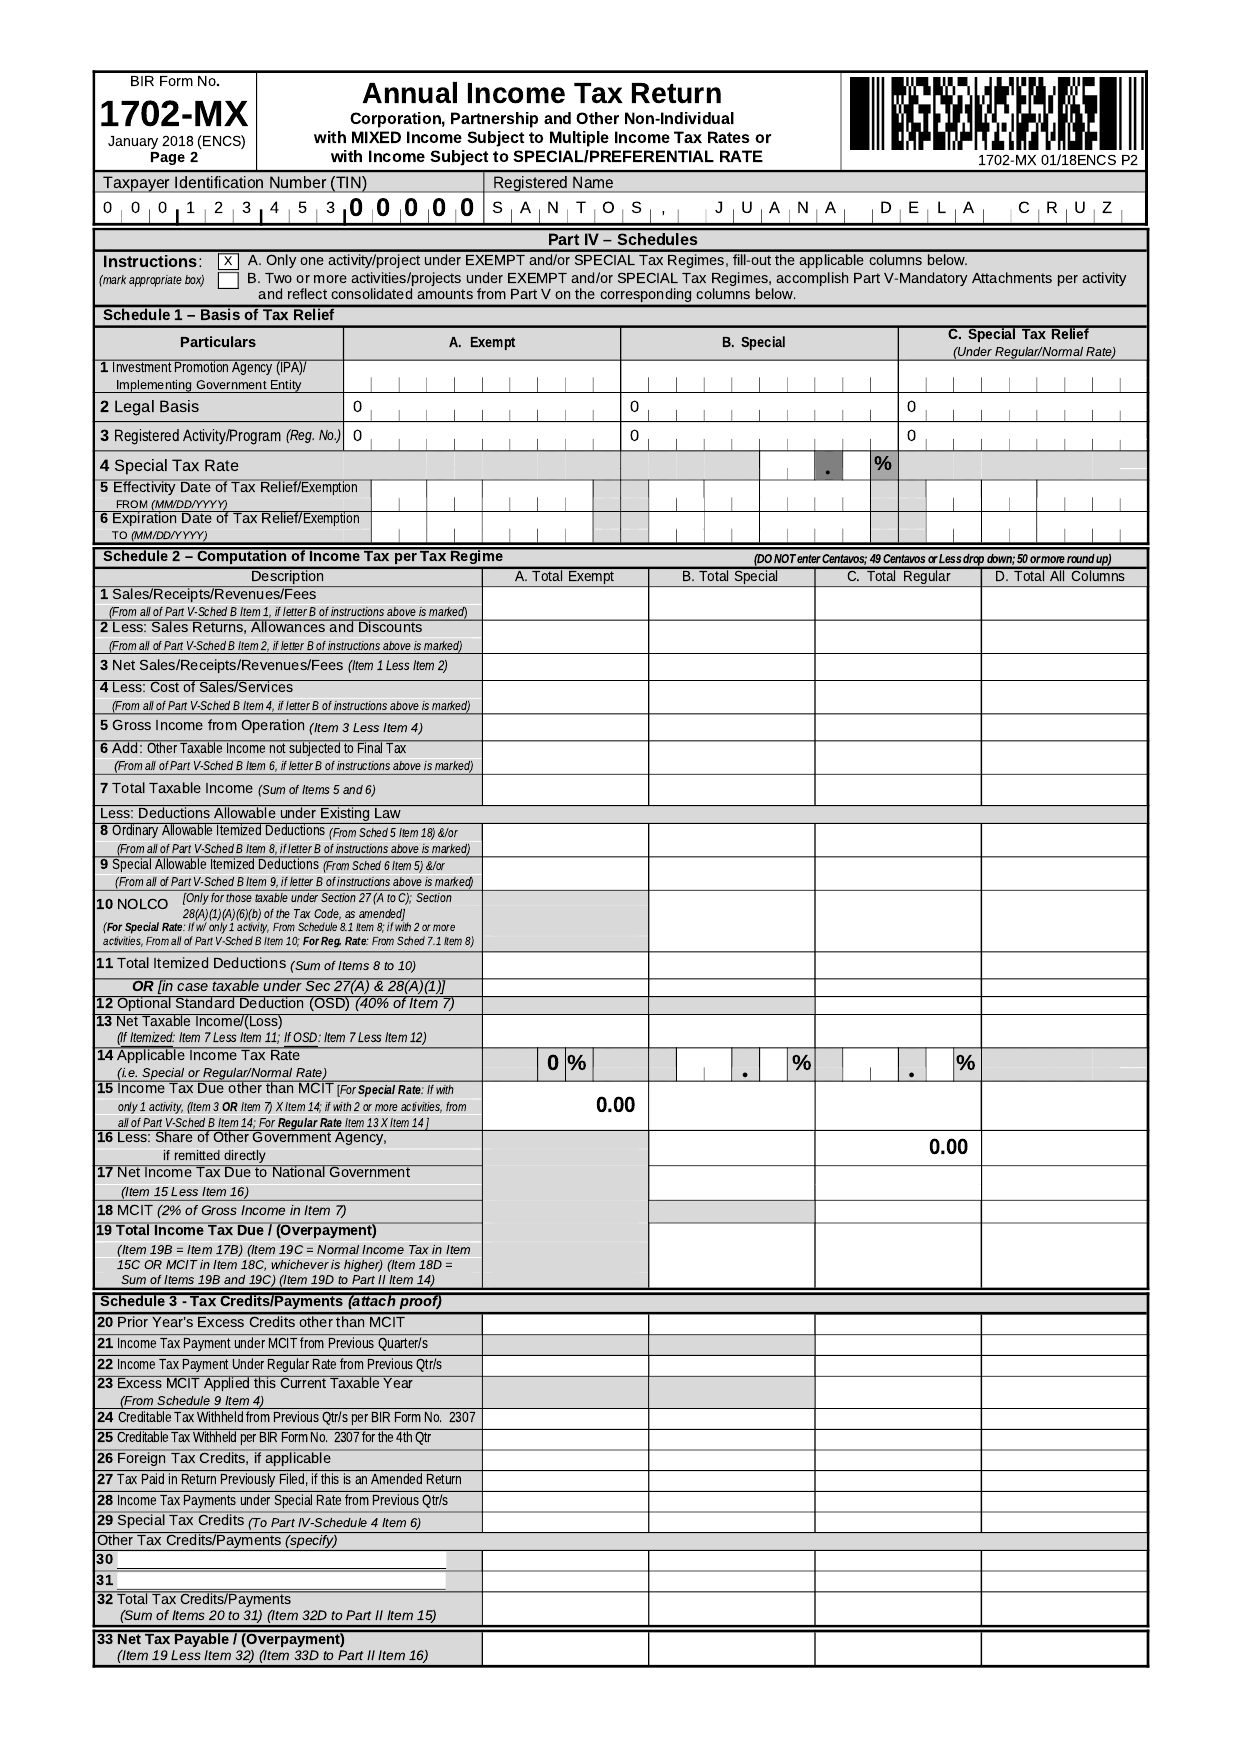 BIR Form No.
1702-MX
January 2018 (ENCS)
Page 2
Annual Income Tax Return
Corporation, Partnership and Other Non-Individual
with MIXED Income Subject to Multiple Income Tax Rates or
with Income Subject to SPECIAL/PREFERENTIAL RATE
1702-MX 01/18ENCS P2
Taxpayer Identification Number (TIN) Registered Name
0 0 0 1 2 3 4 5 3 0 0 0 0 0 S A N T O S , J U A N A D E L A C R U Z
Part IV – Schedules
Instructions: X A. Only one activity/project under EXEMPT and/or SPECIAL Tax Regimes, fill-out the applicable columns below.
(mark appropriate box) B. Two or more activities/projects under EXEMPT and/or SPECIAL Tax Regimes, accomplish Part V-Mandatory Attachments per activity
and reflect consolidated amounts from Part V on the corresponding columns below.
Schedule 1 – Basis of Tax Relief
Particulars A. Exempt B. Special C. Special Tax Relief
(Under Regular/Normal Rate)
1 Investment Promotion Agency (IPA)/
Implementing Government Entity
2 Legal Basis 0 0 0
3 Registered Activity/Program (Reg. No.) 0 0 0
4 Special Tax Rate . %
5 Effectivity Date of Tax Relief/Exemption
FROM (MM/DD/YYYY)
6 Expiration Date of Tax Relief/Exemption
TO (MM/DD/YYYY)
Schedule 2 – Computation of Income Tax per Tax Regime (DO NOT enter Centavos; 49 Centavos or Less drop down; 50 or more round up)
Description A. Total Exempt B. Total Special C. Total Regular D. Total All Columns
1 Sales/Receipts/Revenues/Fees
(From all of Part V-Sched B Item 1, if letter B of instructions above is marked)
2 Less: Sales Returns, Allowances and Discounts
(From all of Part V-Sched B Item 2, if letter B of instructions above is marked)
3 Net Sales/Receipts/Revenues/Fees (Item 1 Less Item 2)
4 Less: Cost of Sales/Services
(From all of Part V-Sched B Item 4, if letter B of instructions above is marked)
5 Gross Income from Operation (Item 3 Less Item 4)
6 Add: Other Taxable Income not subjected to Final Tax
(From all of Part V-Sched B Item 6, if letter B of instructions above is marked)
7 Total Taxable Income (Sum of Items 5 and 6)
Less: Deductions Allowable under Existing Law
8 Ordinary Allowable Itemized Deductions (From Sched 5 Item 18) &/or
(From all of Part V-Sched B Item 8, if letter B of instructions above is marked)
9 Special Allowable Itemized Deductions (From Sched 6 Item 5) &/or
(From all of Part V-Sched B Item 9, if letter B of instructions above is marked)
10 NOLCO [Only for those taxable under Section 27 (A to C); Section
28(A)(1)(A)(6)(b) of the Tax Code, as amended]
(For Special Rate: If w/ only 1 activity, From Schedule 8.1 Item 8; if with 2 or more
activities, From all of Part V-Sched B Item 10; For Reg. Rate: From Sched 7.1 Item 8)
11 Total Itemized Deductions (Sum of Items 8 to 10)
OR [in case taxable under Sec 27(A) & 28(A)(1)]
12 Optional Standard Deduction (OSD) (40% of Item 7)
13 Net Taxable Income/(Loss)
(If Itemized: Item 7 Less Item 11; If OSD: Item 7 Less Item 12)
14 Applicable Income Tax Rate 0 % . % . %
(i.e. Special or Regular/Normal Rate)
15 Income Tax Due other than MCIT [For Special Rate: If with
only 1 activity, (Item 3 OR Item 7) X Item 14; if with 2 or more activities, from 0.00
all of Part V-Sched B Item 14; For Regular Rate Item 13 X Item 14 ]
16 Less: Share of Other Government Agency, 0.00
if remitted directly
17 Net Income Tax Due to National Government
(Item 15 Less Item 16)
18 MCIT (2% of Gross Income in Item 7)
19 Total Income Tax Due / (Overpayment)
(Item 19B = Item 17B) (Item 19C = Normal Income Tax in Item
15C OR MCIT in Item 18C, whichever is higher) (Item 18D =
Sum of Items 19B and 19C) (Item 19D to Part II Item 14)
Schedule 3 - Tax Credits/Payments (attach proof)
20 Prior Year's Excess Credits other than MCIT
21 Income Tax Payment under MCIT from Previous Quarter/s
22 Income Tax Payment Under Regular Rate from Previous Qtr/s
23 Excess MCIT Applied this Current Taxable Year
(From Schedule 9 Item 4)
24 Creditable Tax Withheld from Previous Qtr/s per BIR Form No. 2307
25 Creditable Tax Withheld per BIR Form No. 2307 for the 4th Qtr
26 Foreign Tax Credits, if applicable
27 Tax Paid in Return Previously Filed, if this is an Amended Return
28 Income Tax Payments under Special Rate from Previous Qtr/s
29 Special Tax Credits (To Part IV-Schedule 4 Item 6)
Other Tax Credits/Payments (specify)
30
31
32 Total Tax Credits/Payments
(Sum of Items 20 to 31) (Item 32D to Part II Item 15)
33 Net Tax Payable / (Overpayment)
(Item 19 Less Item 32) (Item 33D to Part II Item 16)